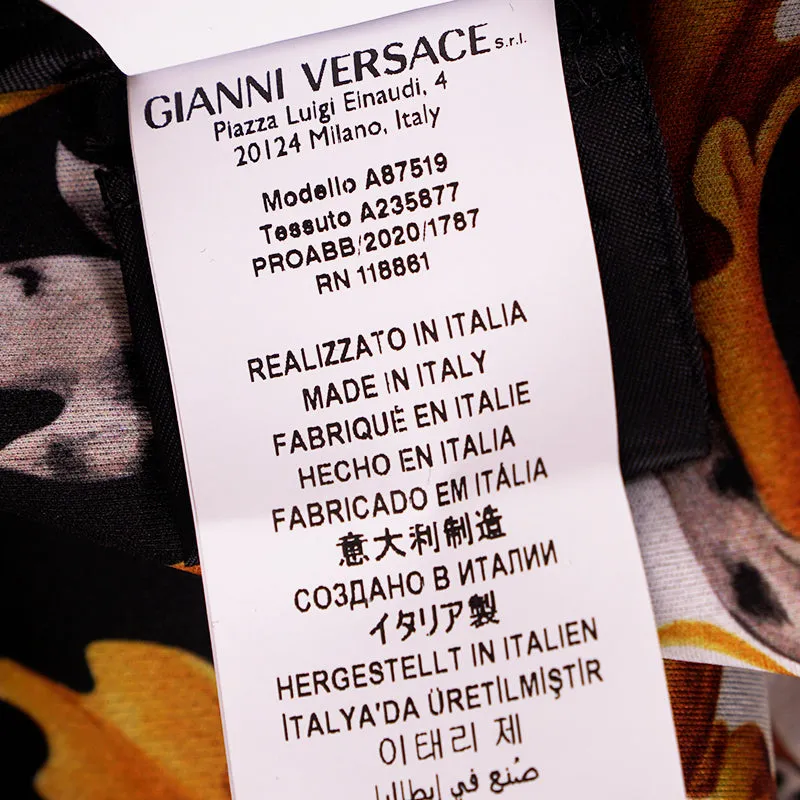 GIANNI VERSACE s.r.l.
Piazza Luigi Einaudi, 4
20124 Milano, Italy
Modello A87519
Tessuto A235877
PROABB/2020/1787
RN 118861
REALIZZATO IN ITALIA
MADE IN ITALY
FABRIQUÉ EN ITALIE
HECHO EN ITALIA
FABRICADO EM ITÁLIA
意大利制造
СОЗДАНО В ИТАЛИИ
イタリア製
HERGESTELLT IN ITALIEN
İTALYA'DA ÜRETİLMİŞTİR
이태리 제
صُنع في إيطاليا